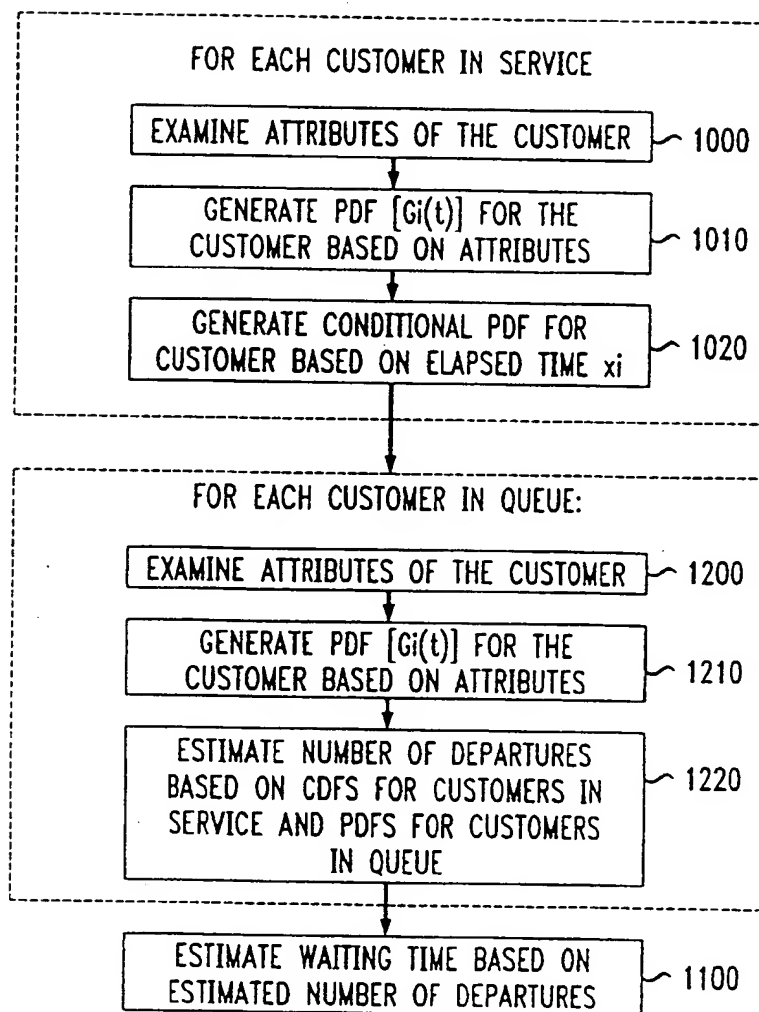 FOR EACH CUSTOMER IN SERVICE
EXAMINE ATTRIBUTES OF THE CUSTOMER
1000
GENERATE PDF [Gi(t)] FOR THE
CUSTOMER BASED ON ATTRIBUTES
1010
GENERATE CONDITIONAL PDF FOR
CUSTOMER BASED ON ELAPSED TIME xi
1020
FOR EACH CUSTOMER IN QUEUE:
EXAMINE ATTRIBUTES OF THE CUSTOMER
1200
GENERATE PDF [Gi(t)] FOR THE
CUSTOMER BASED ON ATTRIBUTES
1210
ESTIMATE NUMBER OF DEPARTURES
BASED ON CDFS FOR CUSTOMERS IN
SERVICE AND PDFS FOR CUSTOMERS
IN QUEUE
1220
ESTIMATE WAITING TIME BASED ON
ESTIMATED NUMBER OF DEPARTURES
1100